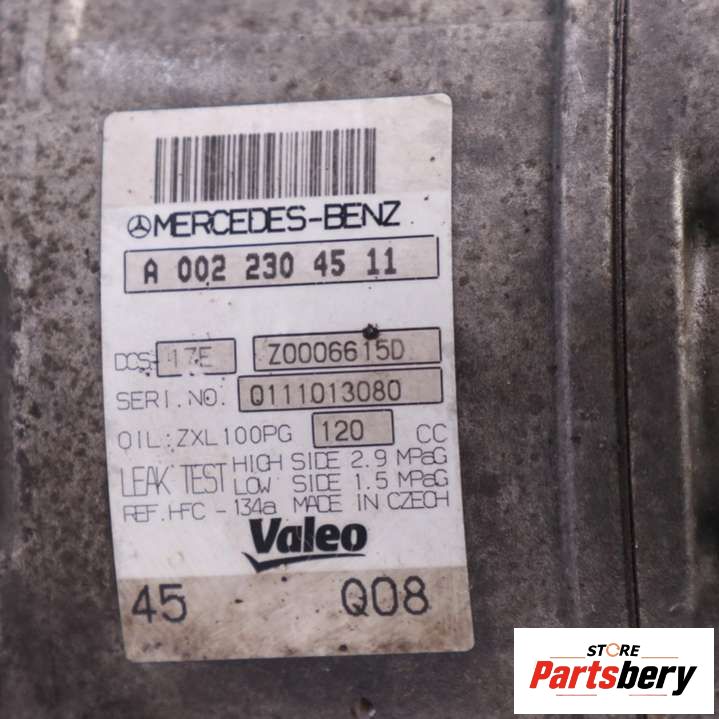 MERCEDES-BENZ
A 002 230 45 11
DCS-17E Z0006615D
SERI.NO. Q111013080
OIL:ZXL100PG 120 CC
LEAK TEST HIGH SIDE 2.9 MPaG
LOW SIDE 1.5 MPaG
REF.HFC-134a MADE IN CZECH
Valeo
45 Q08
STORE
Partsbery